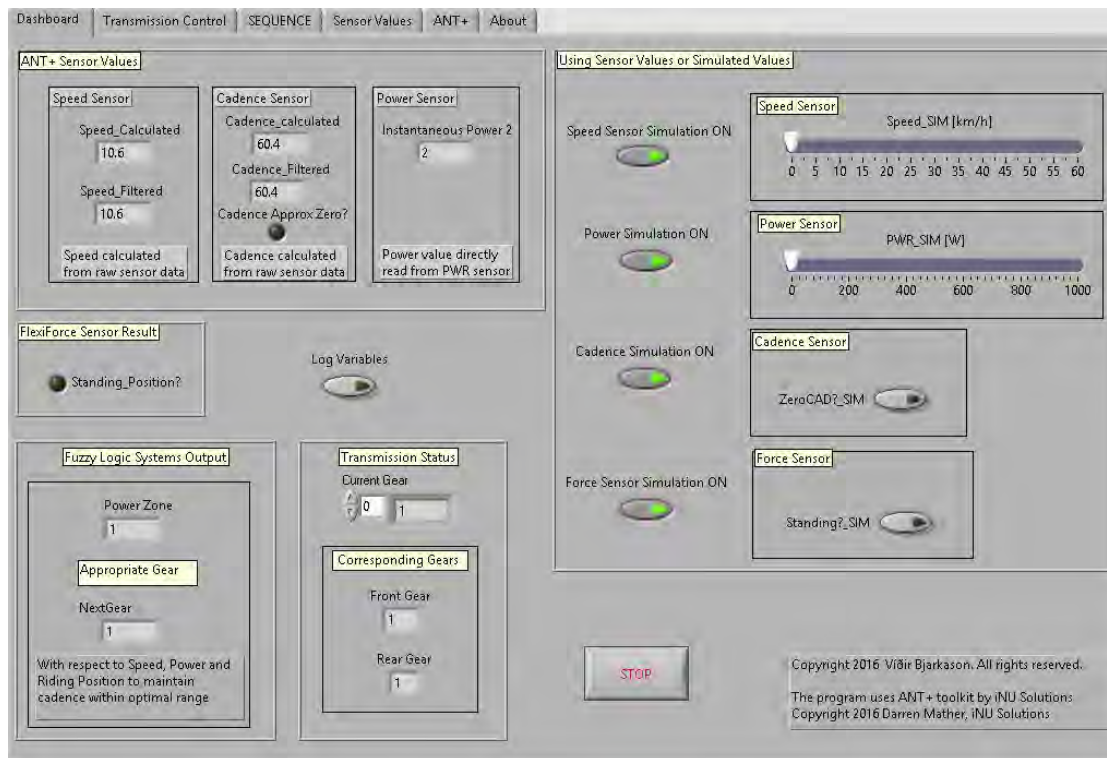 Dashboard
Transmission Control
SEQUENCE
Sensor Values
ANT+
About
ANT+ Sensor Values
Speed Sensor
Speed_Calculated
10.6
Speed_Filtered
10.6
Speed calculated
from raw sensor data
Cadence Sensor
Cadence_calculated
60.4
Cadence_Filtered
60.4
Cadence Approx Zero?
Cadence calculated
from raw sensor data
Power Sensor
Instantaneous Power 2
2
Power value directly
read from PWR sensor
FlexiForce Sensor Result
Standing_Position?
Log Variables
Fuzzy Logic Systems Output
Power Zone
1
Appropriate Gear
NextGear
1
With respect to Speed, Power and
Riding Position to maintain
cadence within optimal range
Transmission Status
Current Gear
0
1
Corresponding Gears
Front Gear
1
Rear Gear
1
Using Sensor Values or Simulated Values
Speed Sensor Simulation ON
Speed Sensor
Speed_SIM [km/h]
0 5 10 15 20 25 30 35 40 45 50 55 60
Power Simulation ON
Power Sensor
PWR_SIM [W]
0 200 400 600 800 1000
Cadence Simulation ON
Cadence Sensor
ZeroCAD?_SIM
Force Sensor Simulation ON
Force Sensor
Standing?_SIM
STOP
Copyright 2016 Víðir Bjarkason. All rights reserved.
The program uses ANT+ toolkit by iNU Solutions
Copyright 2016 Darren Mather, iNU Solutions